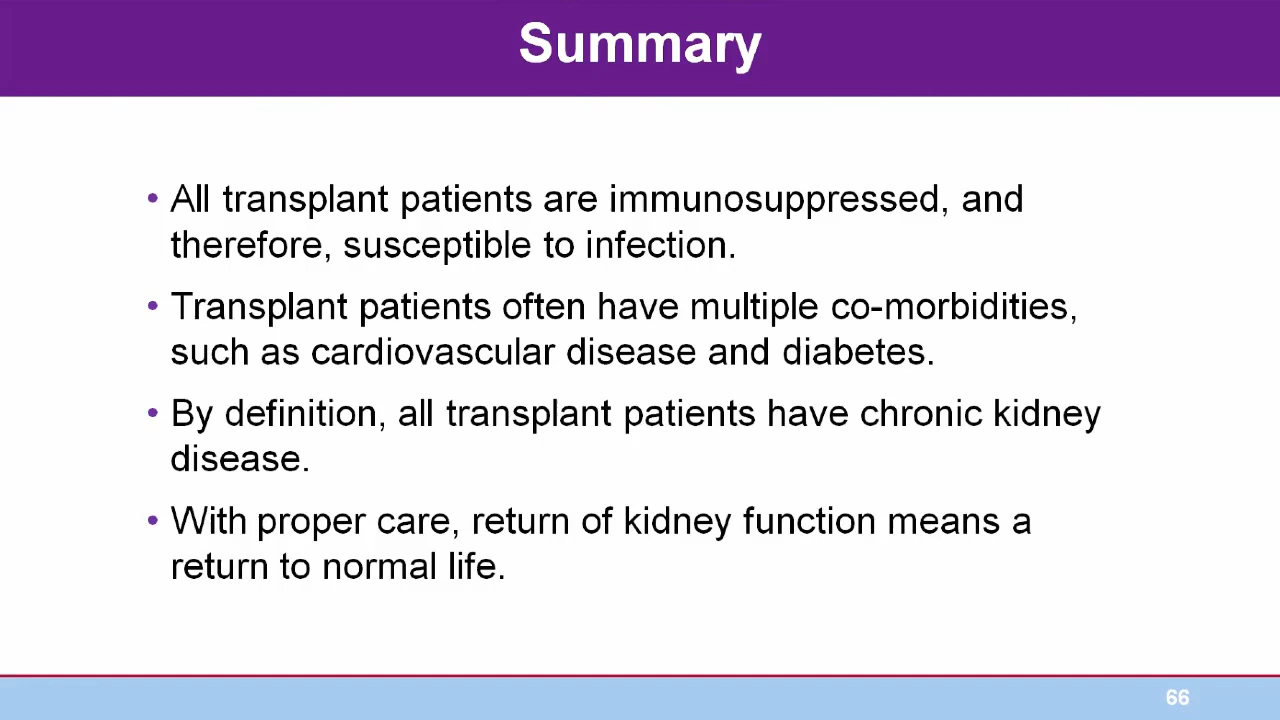 Summary
• All transplant patients are immunosuppressed, and
therefore, susceptible to infection.
• Transplant patients often have multiple co-morbidities,
such as cardiovascular disease and diabetes.
• By definition, all transplant patients have chronic kidney
disease.
• With proper care, return of kidney function means a
return to normal life.
66